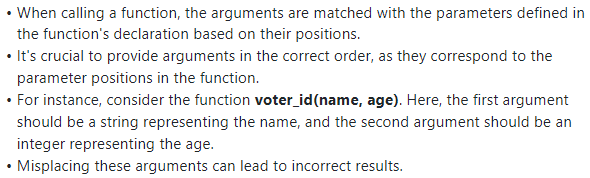 • When calling a function, the arguments are matched with the parameters defined in
the function's declaration based on their positions.
• It's crucial to provide arguments in the correct order, as they correspond to the
parameter positions in the function.
• For instance, consider the function voter_id(name, age). Here, the first argument
should be a string representing the name, and the second argument should be an
integer representing the age.
• Misplacing these arguments can lead to incorrect results.